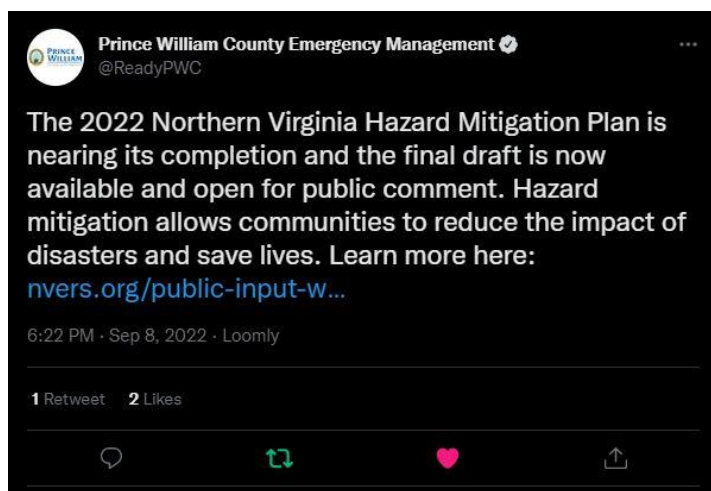 PRINCE
WILLIAM
Prince William County Emergency Management
@ReadyPWC
The 2022 Northern Virginia Hazard Mitigation Plan is
nearing its completion and the final draft is now
available and open for public comment. Hazard
mitigation allows communities to reduce the impact of
disasters and save lives. Learn more here:
nvers.org/public-input-w...
6:22 PM · Sep 8, 2022 · Loomly
1 Retweet 2 Likes